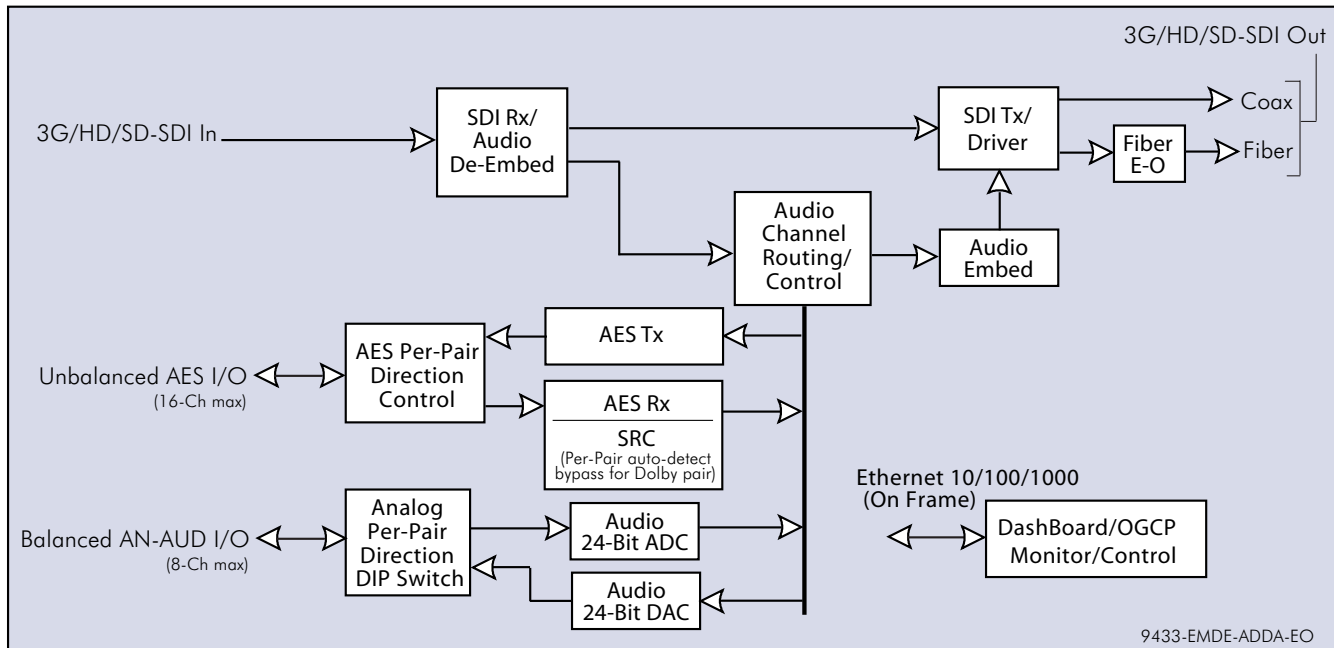 3G/HD/SD-SDI Out
3G/HD/SD-SDI In
SDI Rx/
Audio
De-Embed
SDI Tx/
Driver
Coax
Fiber
E-O
Fiber
Audio
Channel
Routing/
Control
Audio
Embed
Unbalanced AES I/O
(16-Ch max)
AES Per-Pair
Direction
Control
AES Tx
AES Rx
SRC
(Per-Pair auto-detect
bypass for Dolby pair)
Balanced AN-AUD I/O
(8-Ch max)
Analog
Per-Pair
Direction
DIP Switch
Audio
24-Bit ADC
Audio
24-Bit DAC
Ethernet 10/100/1000
(On Frame)
DashBoard/OGCP
Monitor/Control
9433-EMDE-ADDA-EO